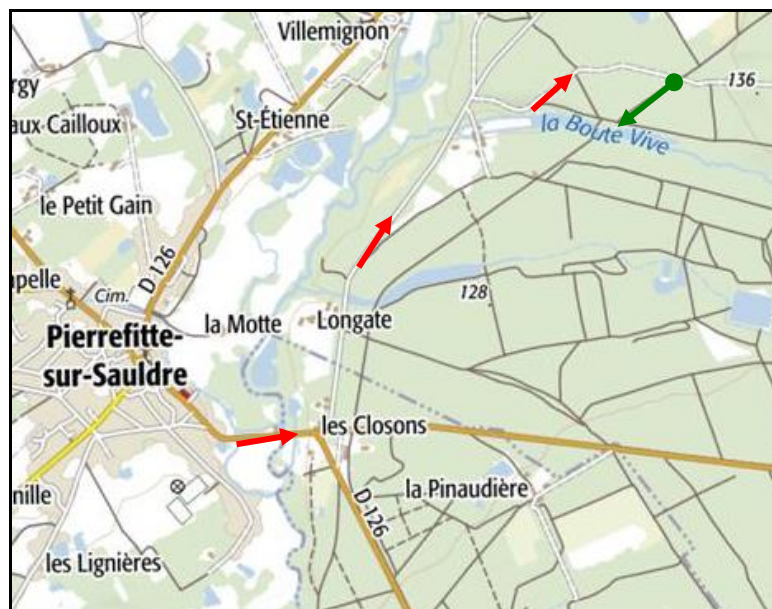 Villemignon
rgy
136
aux-Cailloux
St-Étienne
la Boute Vive
le Petit Gain
D 126
apelle
Cim.
128
la Motte
Longate
Pierrefitte-
sur-Sauldre
les Closons
la Pinaudière
D 126
nille
les Lignières